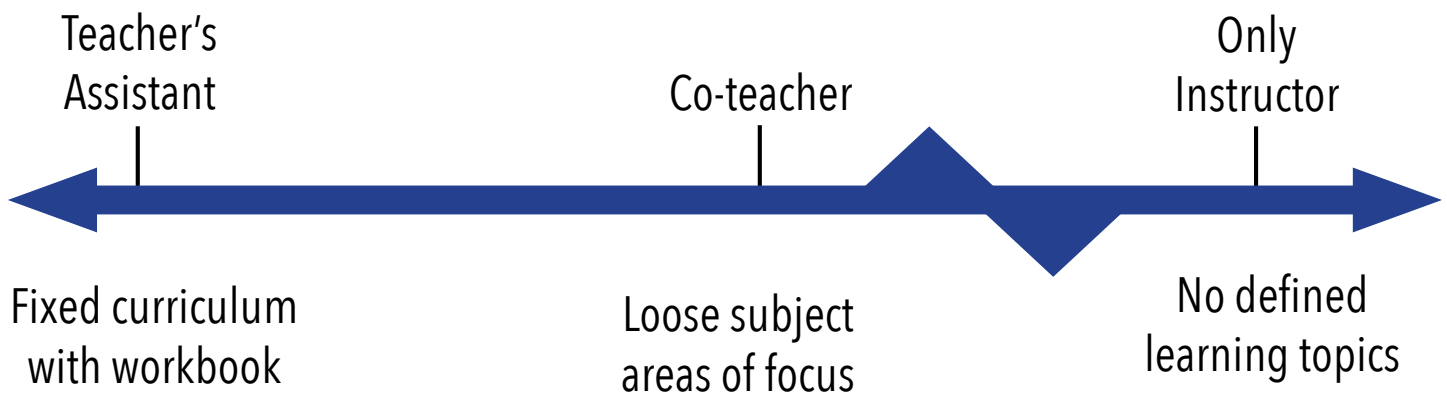 Teacher's
Assistant
Co-teacher
Only
Instructor
Fixed curriculum
with workbook
Loose subject
areas of focus
No defined
learning topics